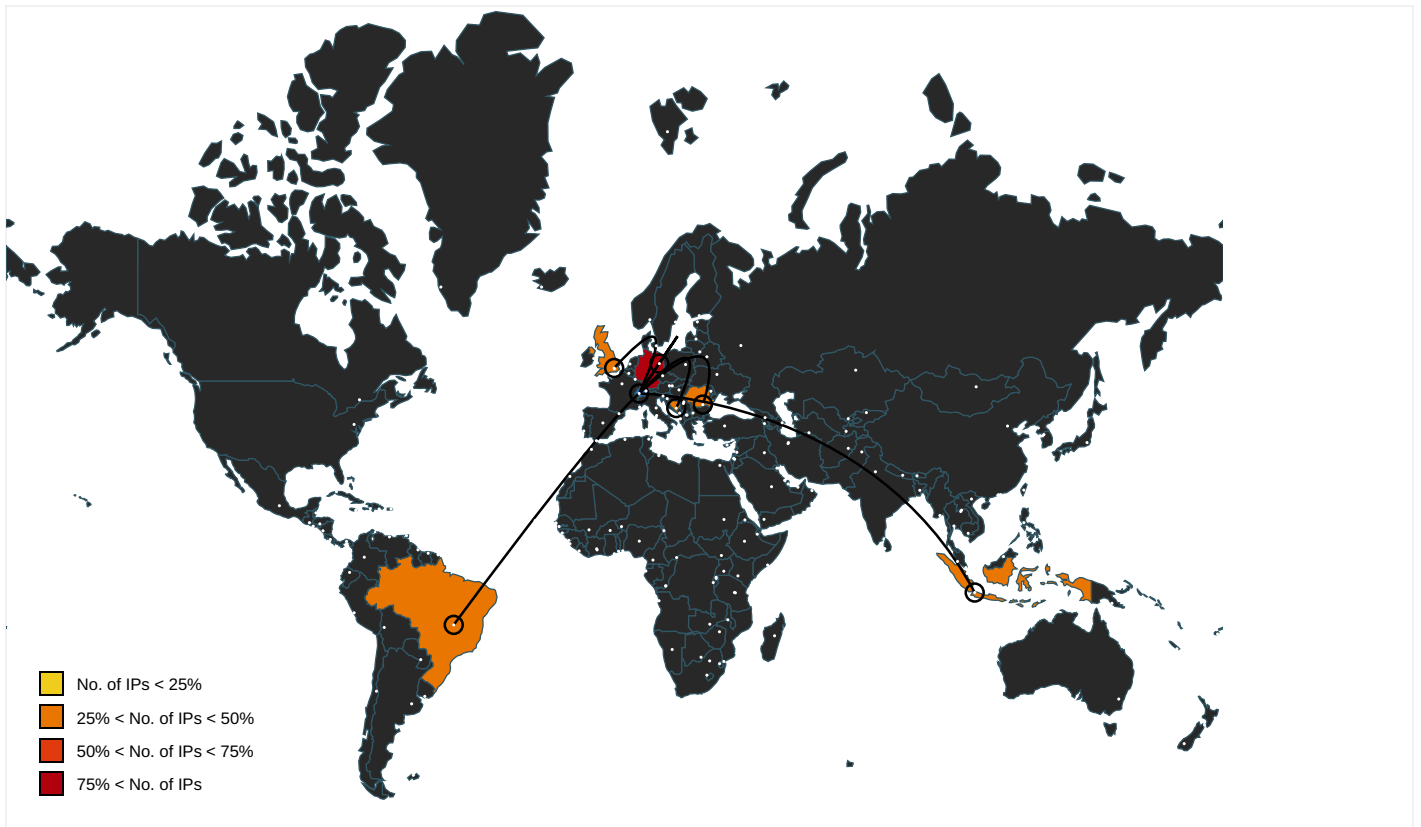 No. of IPs < 25%
25% < No. of IPs < 50%
50% < No. of IPs < 75%
75% < No. of IPs